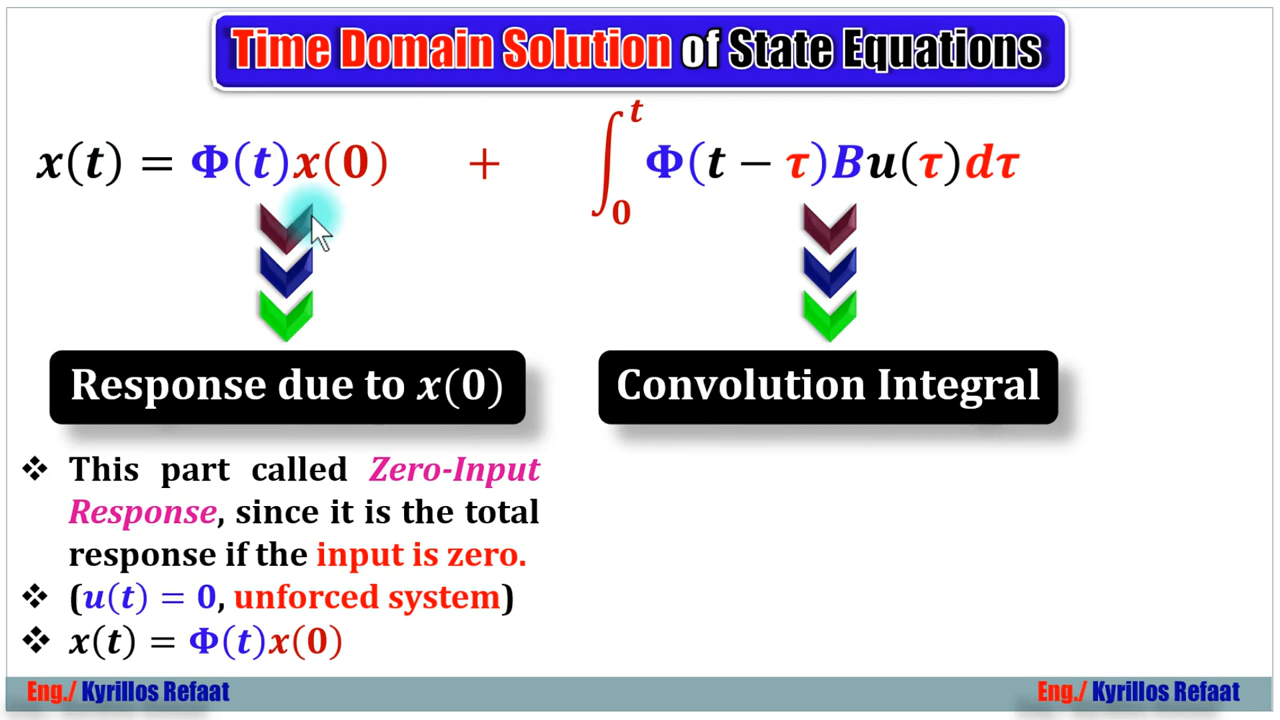 Time Domain Solution of State Equations
x(t) = Φ(t)x(0) + ∫₀ᵗ Φ(t − τ)Bu(τ)dτ
Response due to x(0)
Convolution Integral
❖ This part called Zero-Input
Response, since it is the total
response if the input is zero.
❖ (u(t) = 0, unforced system)
❖ x(t) = Φ(t)x(0)
Eng./ Kyrillos Refaat
Eng./ Kyrillos Refaat